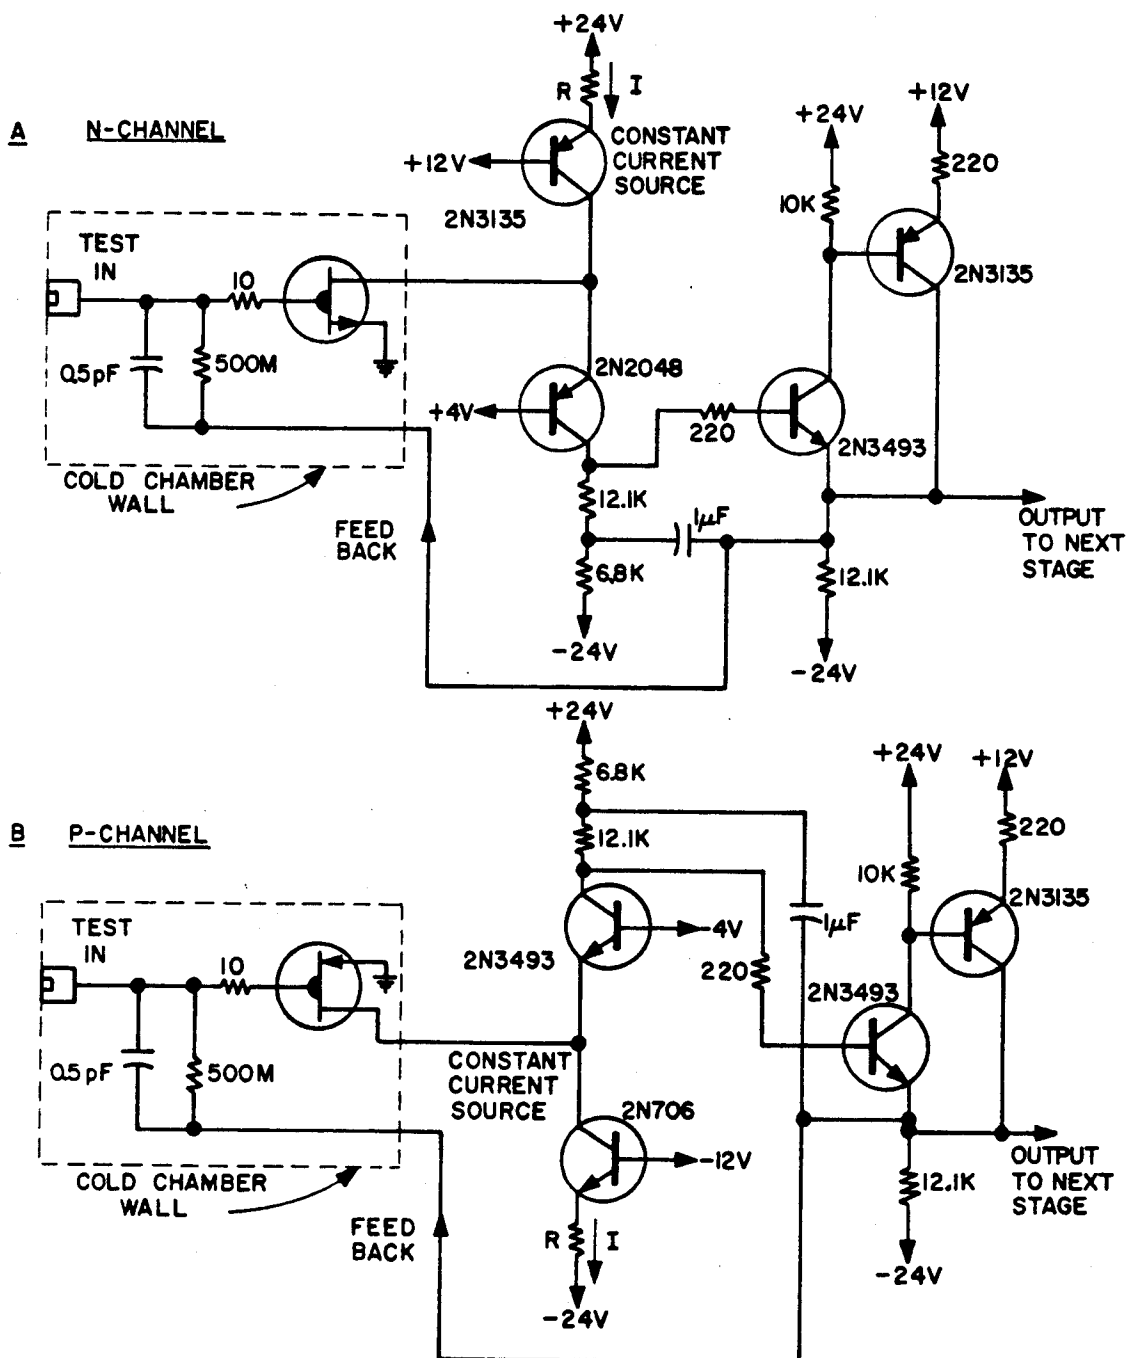 +24V
R
I
A N-CHANNEL
CONSTANT
CURRENT
SOURCE
+12V
2N3135
+24V
+12V
220
10K
2N3135
TEST
IN
10
0.5pF
500M
2N2048
+4V
220
2N3493
COLD CHAMBER
WALL
12.1K
FEED
BACK
1μF
OUTPUT
TO NEXT
STAGE
6.8K
12.1K
-24V
-24V
+24V
6.8K
+24V
+12V
B P-CHANNEL
12.1K
220
10K
2N3135
TEST
IN
10
-4V
1μF
2N3493
220
2N3493
0.5pF
500M
CONSTANT
CURRENT
SOURCE
2N706
-12V
COLD CHAMBER
WALL
OUTPUT
TO NEXT
STAGE
12.1K
FEED
BACK
R
I
-24V
-24V